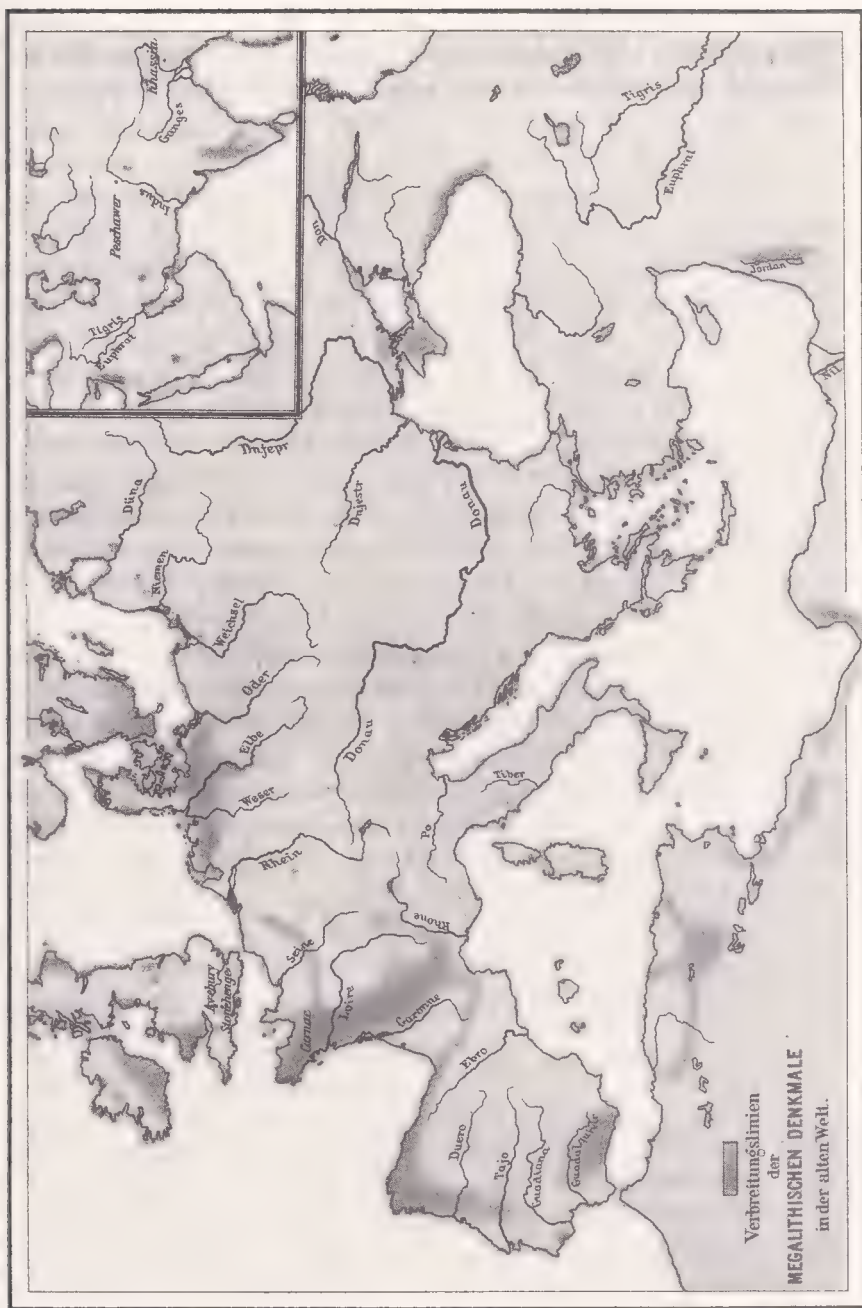 Verbreitungslinien
der
MEGALITHISCHEN DENKMALE
in der alten Welt.
Avebury
Stonehenge
Carnac
Seine
Loire
Garonne
Rhone
Ebro
Duero
Tajo
Guadiana
Guadalquivir
Rhein
Weser
Elbe
Oder
Weichsel
Niemen
Düna
Dnjepr
Dnjestr
Donau
Donau
Po
Tiber
Don
Tigris
Euphrat
Jordan
Nil
Tigris
Euphrat
Peschawer
Indus
Ganges
Khassia